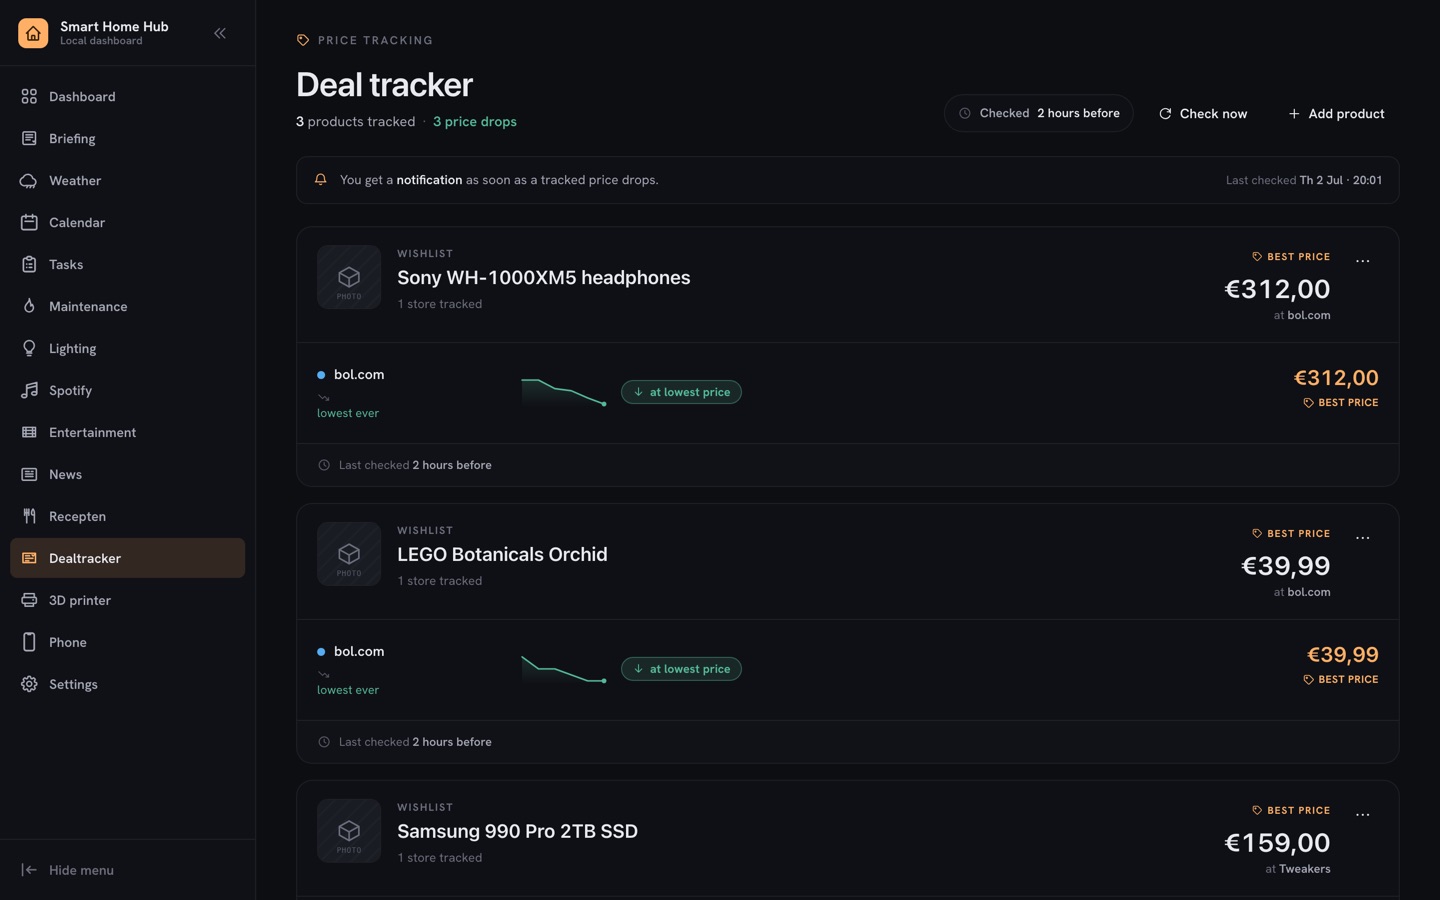 Smart Home Hub
Local dashboard
Dashboard
Briefing
Weather
Calendar
Tasks
Maintenance
Lighting
Spotify
Entertainment
News
Recepten
Dealtracker
3D printer
Phone
Settings
Hide menu
PRICE TRACKING
Deal tracker
3 products tracked · 3 price drops
Checked 2 hours before
Check now
+ Add product
You get a notification as soon as a tracked price drops.
Last checked Th 2 Jul · 20:01
PHOTO
WISHLIST
Sony WH-1000XM5 headphones
1 store tracked
BEST PRICE
€312,00
at bol.com
...
bol.com
lowest ever
↓ at lowest price
€312,00
BEST PRICE
Last checked 2 hours before
PHOTO
WISHLIST
LEGO Botanicals Orchid
1 store tracked
BEST PRICE
€39,99
at bol.com
...
bol.com
lowest ever
↓ at lowest price
€39,99
BEST PRICE
Last checked 2 hours before
PHOTO
WISHLIST
Samsung 990 Pro 2TB SSD
1 store tracked
BEST PRICE
€159,00
at Tweakers
...